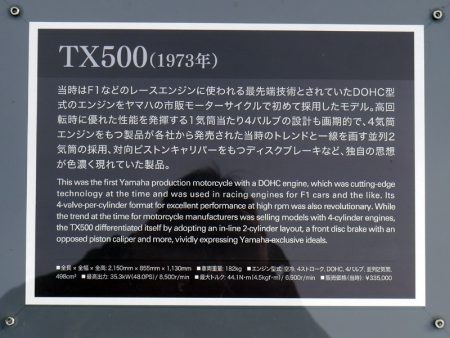 TX500(1973年)
当時はF1などのレースエンジンに使われる最先端技術とされていたDOHC型
式のエンジンをヤマハの市販モーターサイクルで初めて採用したモデル。高回
転時に優れた性能を発揮する1気筒当たり4バルブの設計も画期的で、4気筒
エンジンをもつ製品が各社から発売された当時のトレンドと一線を画す並列2
気筒の採用、対向ピストンキャリパーをもつディスクブレーキなど、独自の思想
が色濃く現れていた製品。
This was the first Yamaha production motorcycle with a DOHC engine, which was cutting-edge
technology at the time and was used in racing engines for F1 cars and the like. Its
4-valve-per-cylinder format for excellent performance at high rpm was also revolutionary. While
the trend at the time for motorcycle manufacturers was selling models with 4-cylinder engines,
the TX500 differentiated itself by adopting an in-line 2-cylinder layout, a front disc brake with an
opposed piston caliper and more, vividly expressing Yamaha-exclusive ideals.
■全長×全幅×全高: 2,150mm×855mm×1,130mm ■車両重量: 182kg ■エンジン型式: 空冷, 4ストローク, DOHC, 4バルブ, 並列2気筒,
498cm³ ■最高出力: 35.3kW(48.0PS) / 8,500r/min ■最大トルク: 44.1N·m(4.5kgf·m) / 6,500r/min ■販売価格(当時): ¥335,000